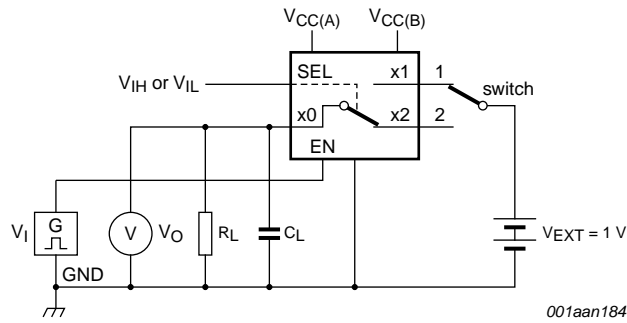 VCC(A) VCC(B)
SEL x1 1
VIH or VIL switch
x0 x2 2
EN
G
VI V VO RL CL VEXT = 1 V
GND
001aan184